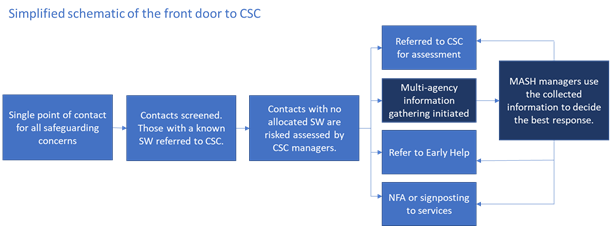 Simplified schematic of the front door to CSC
Single point of contact
for all safeguarding
concerns
Contacts screened.
Those with a known
SW referred to CSC.
Contacts with no
allocated SW are
risked assessed by
CSC managers.
Referred to CSC
for assessment
Multi-agency
information
gathering initiated
Refer to Early Help
NFA or signposting
to services
MASH managers use
the collected
information to decide
the best response.